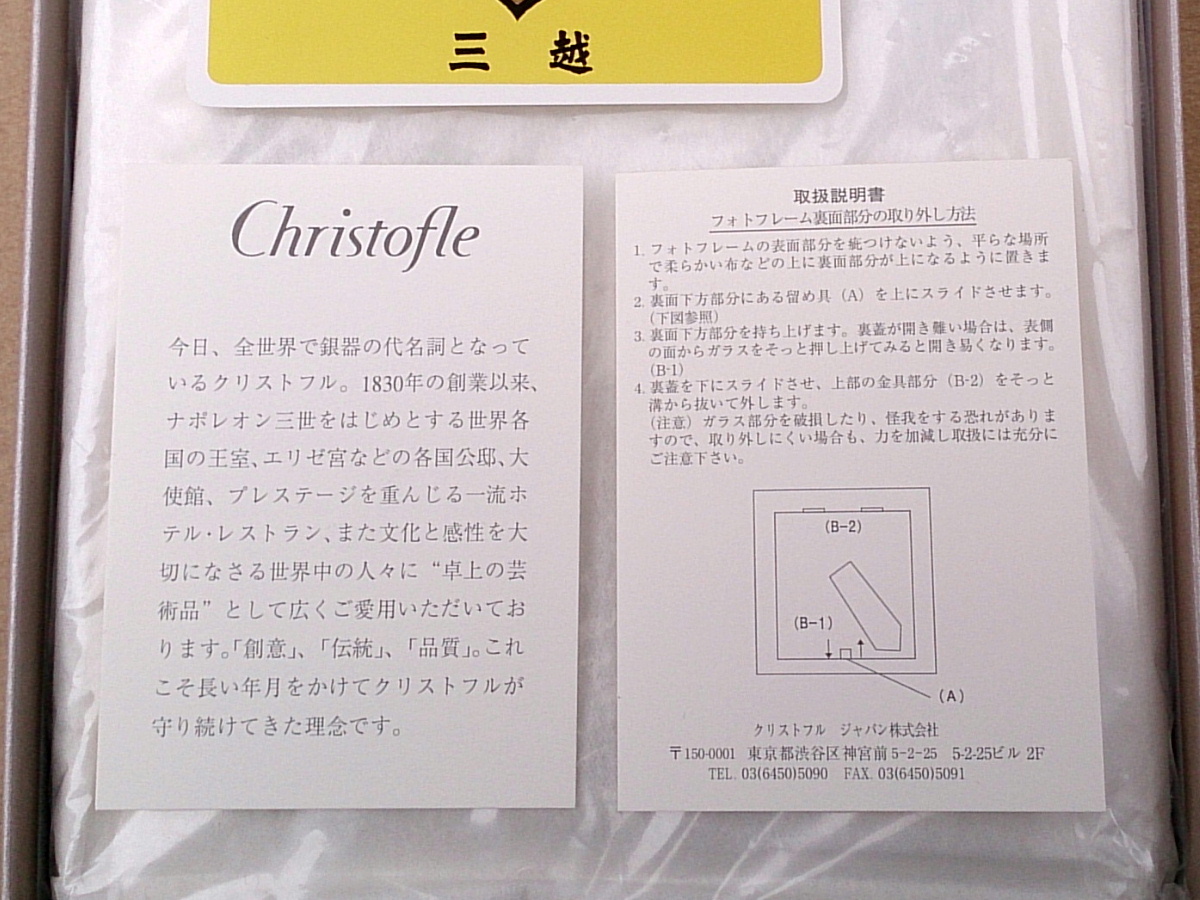 三越
Christofle
今日、全世界で銀器の代名詞となって
いるクリストフル。1830年の創業以来、
ナポレオン三世をはじめとする世界各
国の王室、エリゼ宮などの各国公邸、大
使館、プレステージを重んじる一流ホ
テル・レストラン、また文化と感性を大
切になさる世界中の人々に“卓上の芸
術品”として広くご愛用いただいてお
ります。「創意」、「伝統」、「品質」。これ
こそ長い年月をかけてクリストフルが
守り続けてきた理念です。
取扱説明書
フォトフレーム裏面部分の取り外し方法
1. フォトフレームの表面部分を疵つけないよう、平らな場所
で柔らかい布などの上に裏面部分が上になるように置きま
す。
2. 裏面下方部分にある留め具（A）を上にスライドさせます。
(下図参照)
3. 裏面下方部分を持ち上げます。裏蓋が開き難い場合は、表側
の面からガラスをそっと押し上げてみると開き易くなります。
(B-1)
4. 裏蓋を下にスライドさせ、上部の金具部分（B-2）をそっと
溝から抜いて外します。
(注意）ガラス部分を破損したり、怪我をする恐れがありま
すので、取り外しにくい場合も、力を加減し取扱には充分に
ご注意下さい。
(B-2)
(B-1)
(A)
クリストフル　ジャパン株式会社
〒150-0001 東京都渋谷区神宮前5-2-25 5-2-25ビル 2F
TEL. 03(6450)5090 FAX. 03(6450)5091